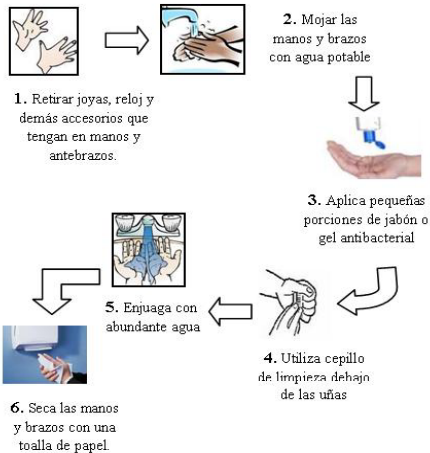 1. Retirar joyas, reloj y
demás accesorios que
tengan en manos y
antebrazos.
2. Mojar las
manos y brazos
con agua potable
3. Aplica pequeñas
porciones de jabón o
gel antibacterial
4. Utiliza cepillo
de limpieza debajo
de las uñas
5. Enjuaga con
abundante agua
6. Seca las manos
y brazos con una
toalla de papel.